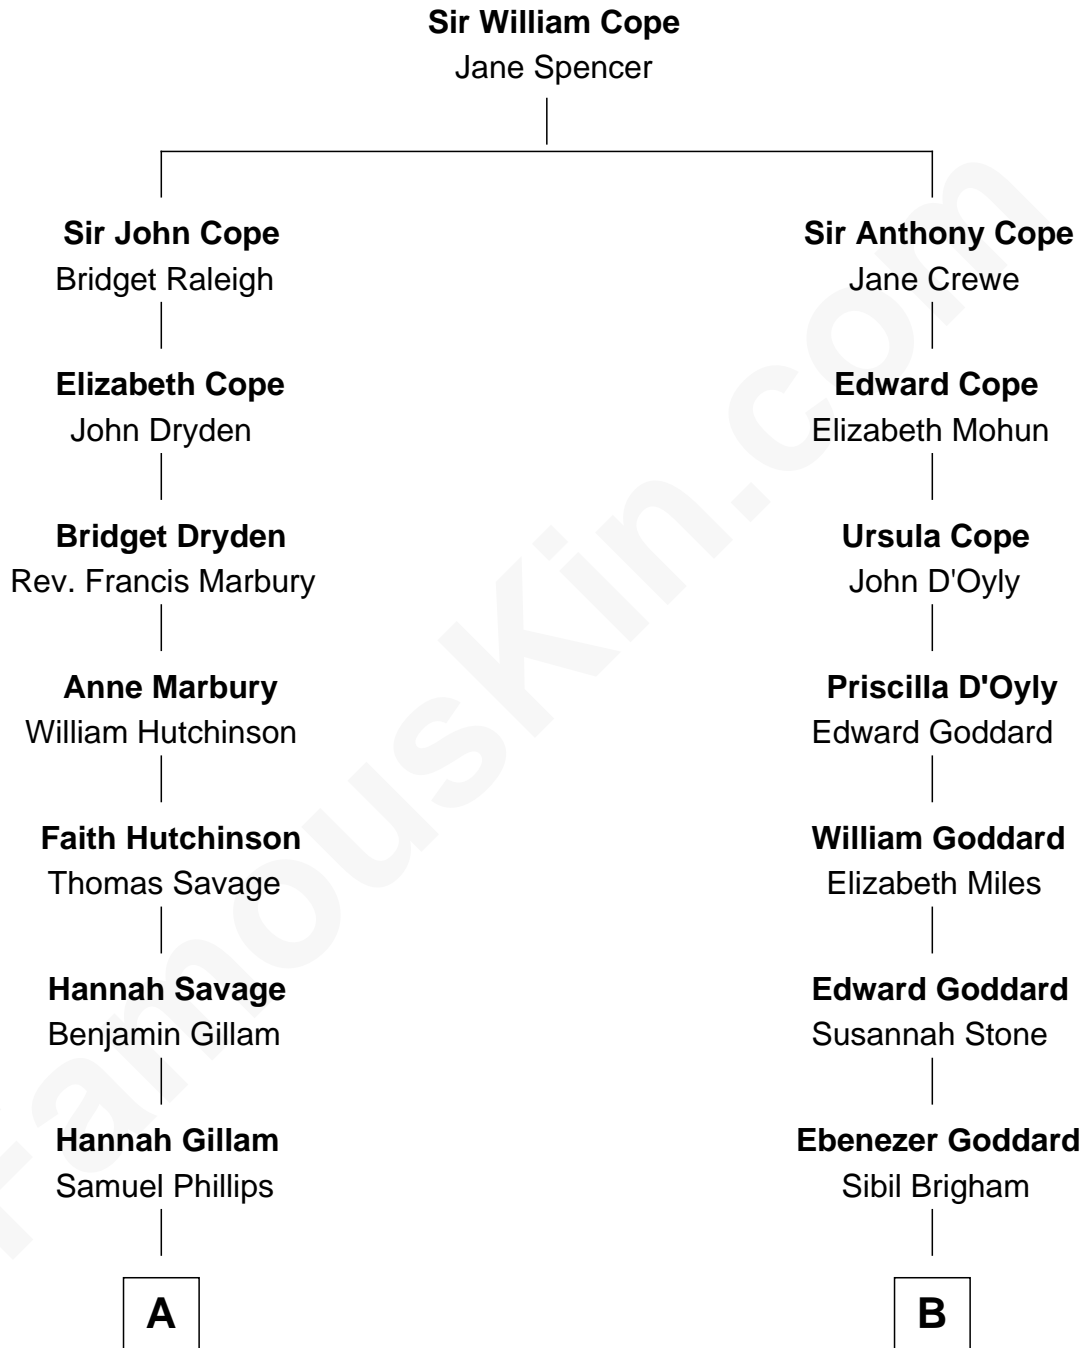 Sir William Cope
Jane Spencer
Sir John Cope
Bridget Raleigh
Elizabeth Cope
John Dryden
Bridget Dryden
Rev. Francis Marbury
Anne Marbury
William Hutchinson
Faith Hutchinson
Thomas Savage
Hannah Savage
Benjamin Gillam
Hannah Gillam
Samuel Phillips
A
Sir Anthony Cope
Jane Crewe
Edward Cope
Elizabeth Mohun
Ursula Cope
John D'Oyly
Priscilla D'Oyly
Edward Goddard
William Goddard
Elizabeth Miles
Edward Goddard
Susannah Stone
Ebenezer Goddard
Sibil Brigham
B
FamousKin.com